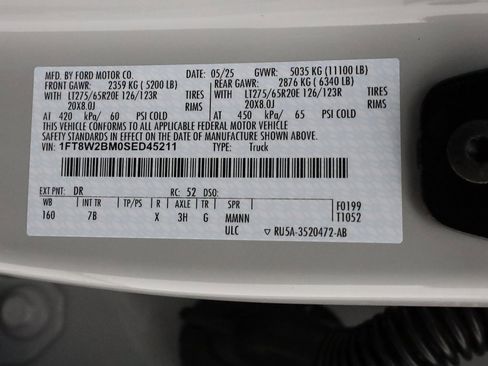 MFD. BY FORD MOTOR CO. DATE: 05/25 GVWR: 5035 KG (11100 LB)
FRONT GAWR: 2359 KG ( 5200 LB) REAR GAWR: 2876 KG ( 6340 LB)
WITH LT275/65R20E 126/123R TIRES WITH LT275/65R20E 126/123R TIRES
20X8.0J RIMS 20X8.0J RIMS
AT 420 kPa/ 60 PSI COLD AT 450 kPa/ 65 PSI COLD
THIS VEHICLE CONFORMS TO ALL APPLICABLE FEDERAL MOTOR VEHICLE
SAFETY STANDARDS IN EFFECT ON THE DATE OF MANUFACTURE SHOWN ABOVE.
VIN: 1FT8W2BM0SED45211 TYPE: Truck
EXT PNT: DR RC: 52 DSO:
WB INT TR TP/PS R AXLE TR SPR F0199
160 7B X 3H G MMNN T1052
ULC ▽ RU5A-3520472-AB